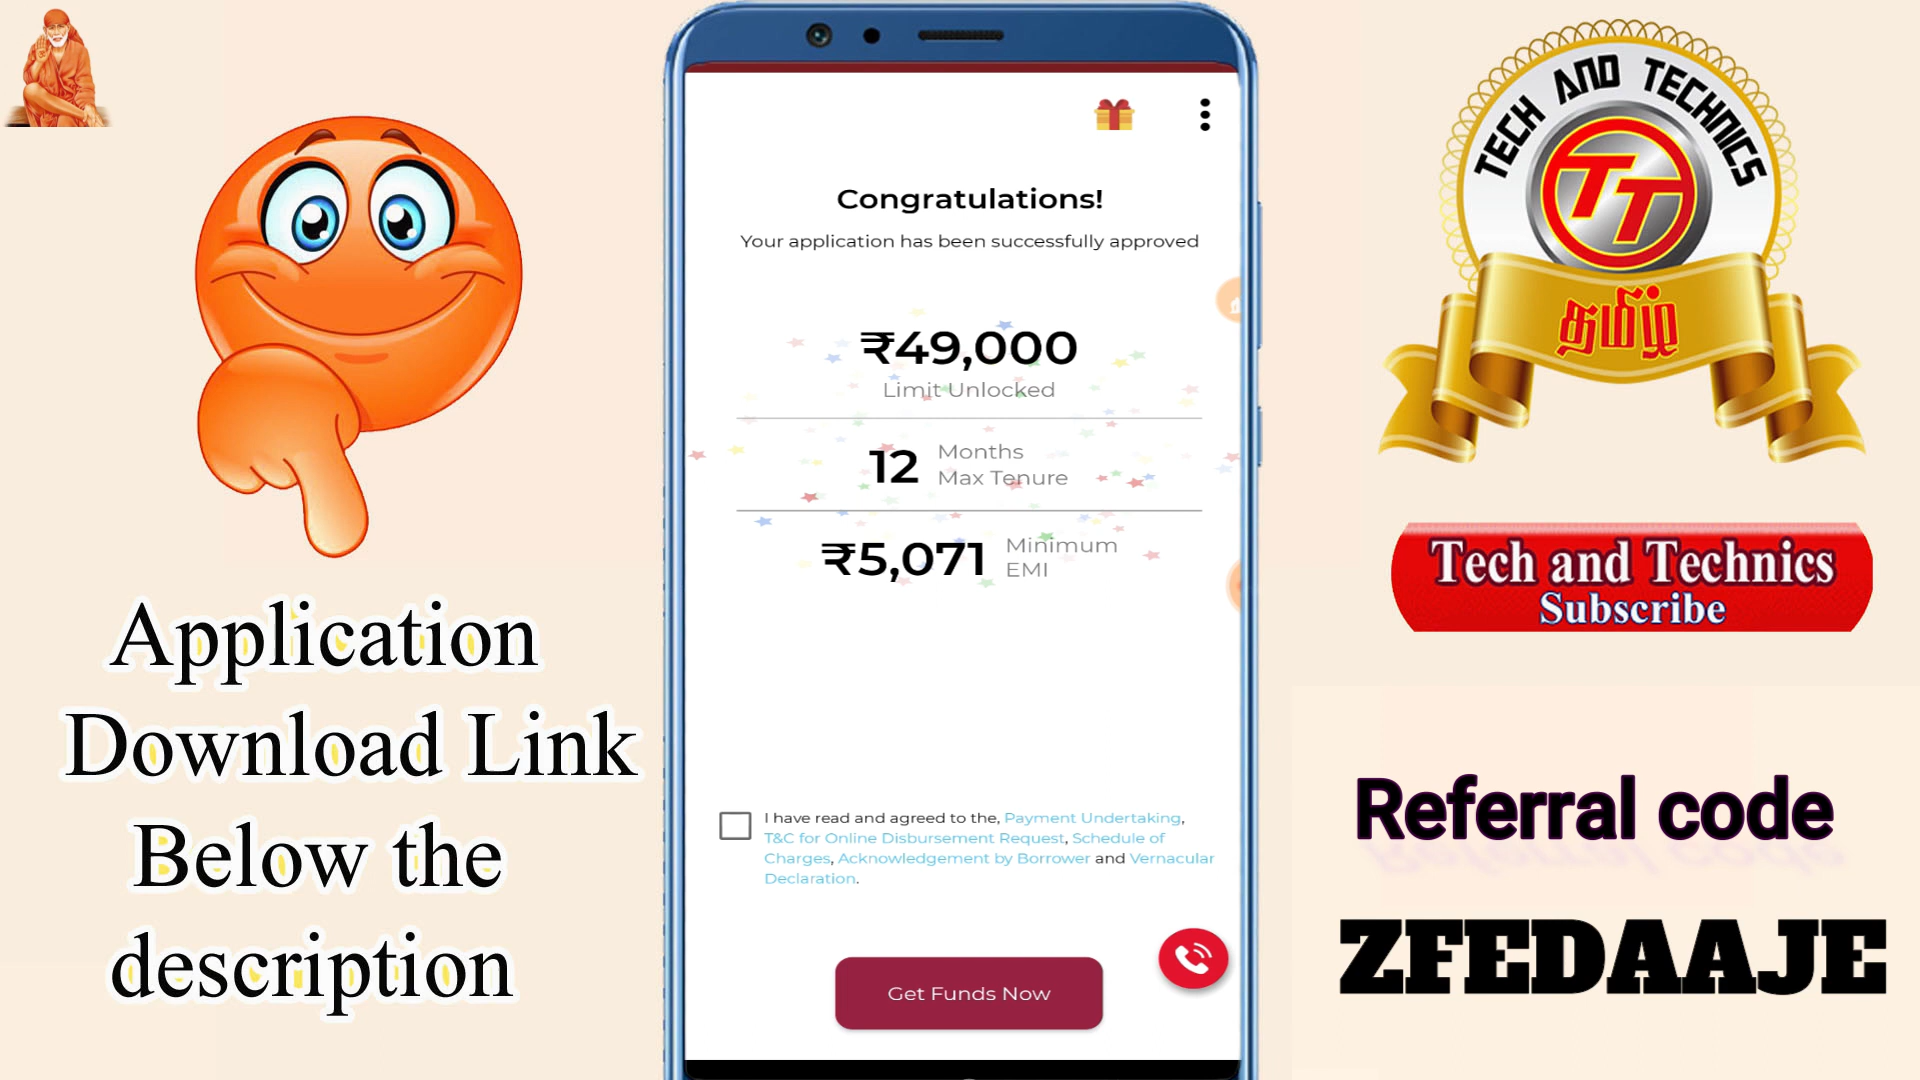 Congratulations!
Your application has been successfully approved
₹49,000
Limit Unlocked
12 Months
Max Tenure
₹5,071 Minimum
EMI
I have read and agreed to the, Payment Undertaking,
T&C for Online Disbursement Request, Schedule of
Charges, Acknowledgement by Borrower and Vernacular
Declaration.
Get Funds Now
Application
Download Link
Below the
description
TECH AND TECHNICS
TT
தமிழ்
Tech and Technics
Subscribe
Referral code
ZFEDAAJE